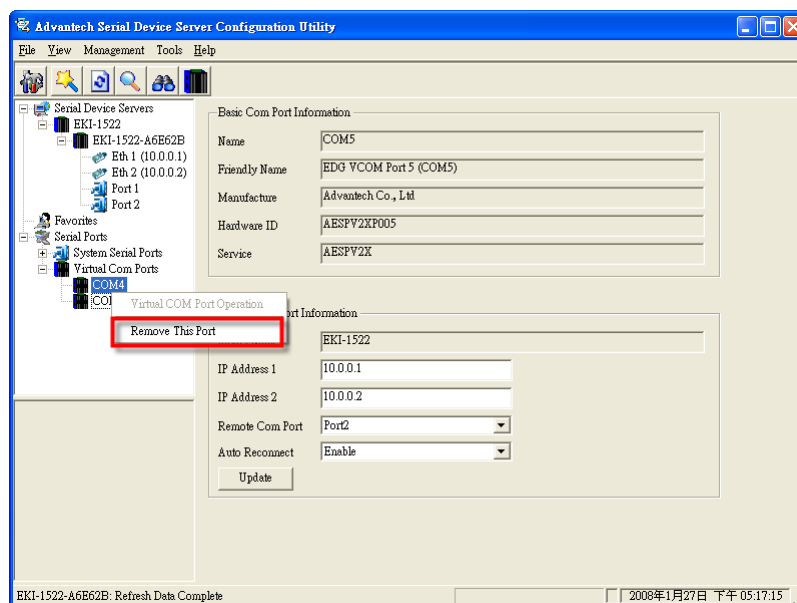 Advantech Serial Device Server Configuration Utility
File View Management Tools Help
Serial Device Servers
EKI-1522
EKI-1522-A6E62B
Eth 1 (10.0.0.1)
Eth 2 (10.0.0.2)
Port 1
Port 2
Favorites
Serial Ports
System Serial Ports
Virtual Com Ports
COM4
Virtual COM Port Operation
Remove This Port
Basic Com Port Information
Name COM5
Friendly Name EDG VCOM Port 5 (COM5)
Manufacture Advantech Co., Ltd
Hardware ID AESPV2XP005
Service AESPV2X
Information
EKI-1522
IP Address 1 10.0.0.1
IP Address 2 10.0.0.2
Remote Com Port Port2
Auto Reconnect Enable
Update
EKI-1522-A6E62B: Refresh Data Complete
2008年1月27日 下午 05:17:15